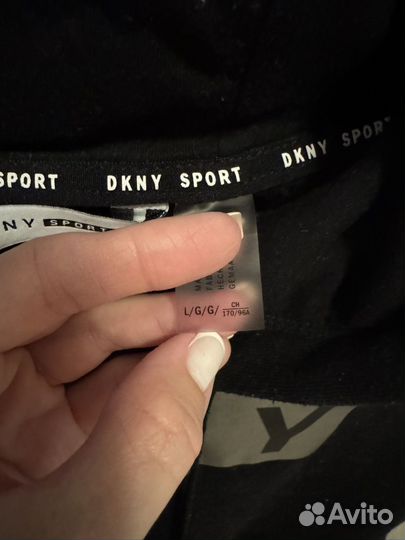 SPORT DKNY SPORT DKNY SPORT
NY SPORT
L/G/G/ CH
170/96A
Y
Avito